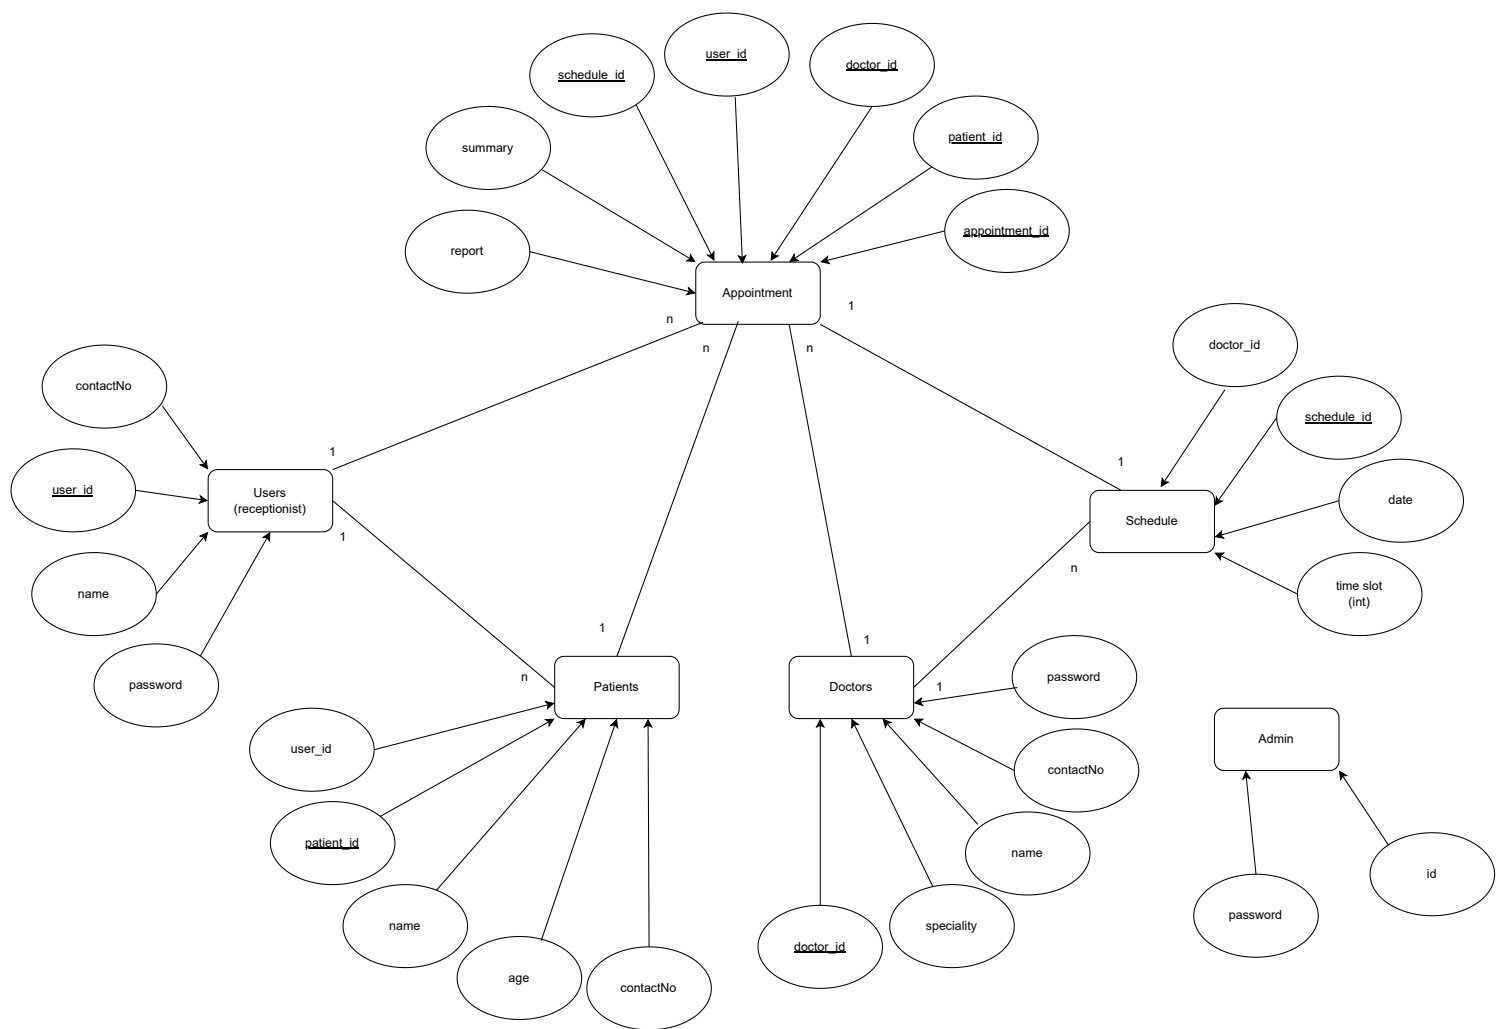 user_id
doctor_id
schedule_id
patient_id
summary
appointment_id
report
Appointment
n
1
n
n
doctor_id
contactNo
schedule_id
1
1
user_id
Users
(receptionist)
date
Schedule
1
n
name
time slot
(int)
1
1
password
n
Patients
Doctors
1
password
user_id
Admin
contactNo
patient_id
name
id
name
speciality
password
doctor_id
age
contactNo